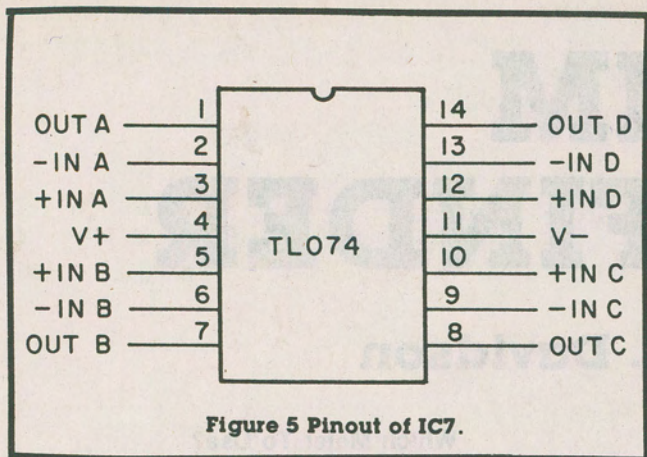 OUT A 1 14 OUT D
-IN A 2 13 -IN D
+IN A 3 12 +IN D
V+ 4 11 V-
+IN B 5 10 +IN C
-IN B 6 9 -IN C
OUT B 7 8 OUT C
TL074
Figure 5 Pinout of IC7.